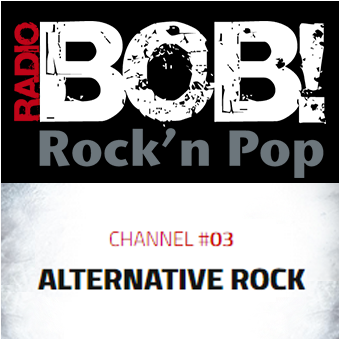 RADIO
BOB!
Rock'n Pop
CHANNEL #03
ALTERNATIVE ROCK